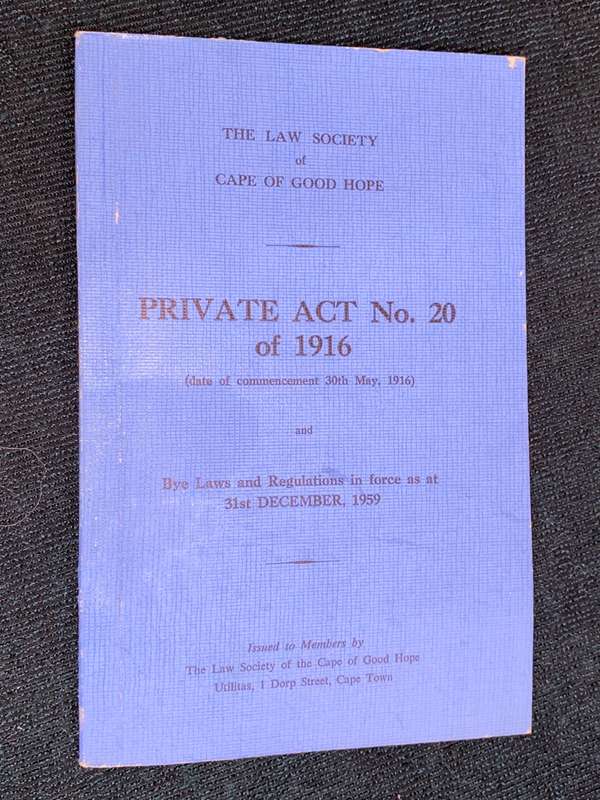 THE LAW SOCIETY
of
CAPE OF GOOD HOPE
PRIVATE ACT No. 20
of 1916
(date of commencement 30th May, 1916)
and
Bye Laws and Regulations in force as at
31st DECEMBER, 1959
Issued to Members by
The Law Society of the Cape of Good Hope
Utilitas, 1 Dorp Street, Cape Town